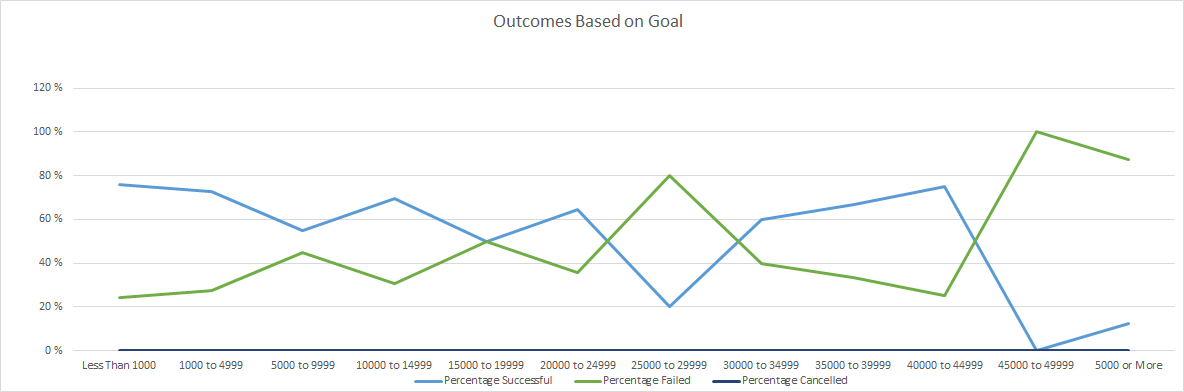 Outcomes Based on Goal
120 %
100 %
80 %
60 %
40 %
20 %
0 %
Less Than 1000 1000 to 4999 5000 to 9999 10000 to 14999 15000 to 19999 20000 to 24999 25000 to 29999 30000 to 34999 35000 to 39999 40000 to 44999 45000 to 49999 5000 or More
Percentage Successful Percentage Failed Percentage Cancelled